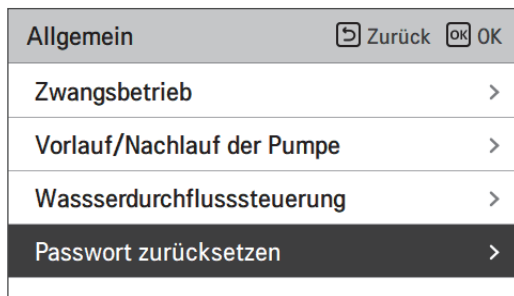 Allgemein Zurück OK OK
Zwangsbetrieb >
Vorlauf/Nachlauf der Pumpe >
Wassserdurchflusssteuerung >
Passwort zurücksetzen >